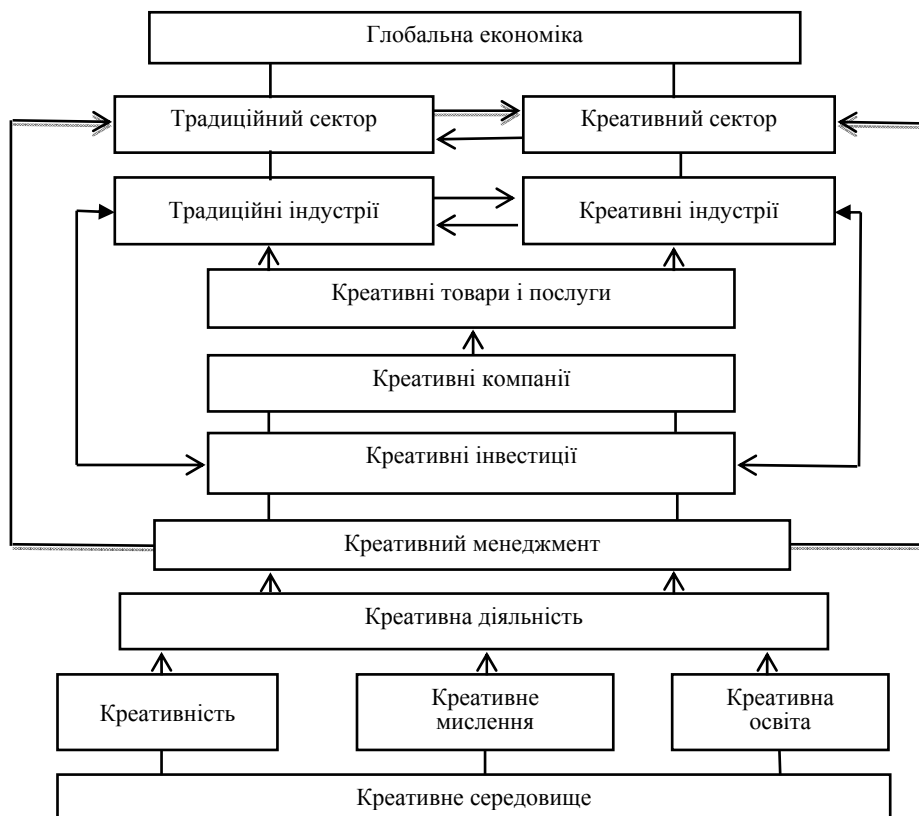 Глобальна економіка
Традиційний сектор
Креативний сектор
Традиційні індустрії
Креативні індустрії
Креативні товари і послуги
Креативні компанії
Креативні інвестиції
Креативний менеджмент
Креативна діяльність
Креативність
Креативне
мислення
Креативна
освіта
Креативне середовище